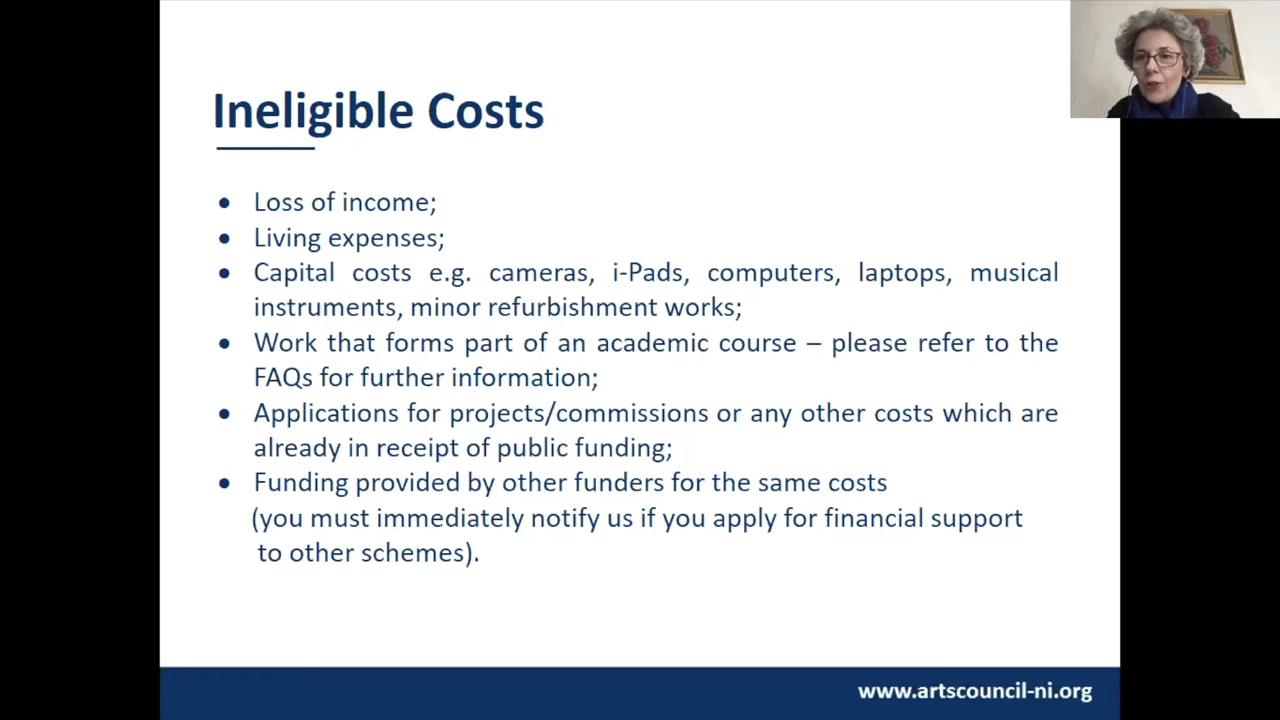 Ineligible Costs
• Loss of income;
• Living expenses;
• Capital costs e.g. cameras, i-Pads, computers, laptops, musical
instruments, minor refurbishment works;
• Work that forms part of an academic course – please refer to the
FAQs for further information;
• Applications for projects/commissions or any other costs which are
already in receipt of public funding;
• Funding provided by other funders for the same costs
(you must immediately notify us if you apply for financial support
to other schemes).
www.artscouncil-ni.org